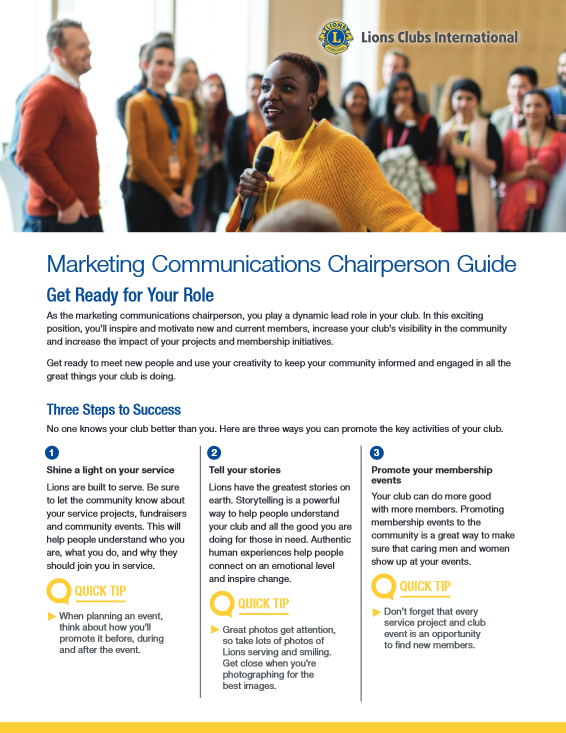 Lions Clubs International
Marketing Communications Chairperson Guide
Get Ready for Your Role
As the marketing communications chairperson, you play a dynamic lead role in your club. In this exciting
position, you'll inspire and motivate new and current members, increase your club's visibility in the community
and increase the impact of your projects and membership initiatives.
Get ready to meet new people and use your creativity to keep your community informed and engaged in all the
great things your club is doing.
Three Steps to Success
No one knows your club better than you. Here are three ways you can promote the key activities of your club.
1
Shine a light on your service
Lions are built to serve. Be sure
to let the community know about
your service projects, fundraisers
and community events. This will
help people understand who you
are, what you do, and why they
should join you in service.
QUICK TIP
When planning an event,
think about how you'll
promote it before, during
and after the event.
2
Tell your stories
Lions have the greatest stories on
earth. Storytelling is a powerful
way to help people understand
your club and all the good you are
doing for those in need. Authentic
human experiences help people
connect on an emotional level
and inspire change.
QUICK TIP
Great photos get attention,
so take lots of photos of
Lions serving and smiling.
Get close when you're
photographing for the
best images.
3
Promote your membership
events
Your club can do more good
with more members. Promoting
membership events to the
community is a great way to make
sure that caring men and women
show up at your events.
QUICK TIP
Don't forget that every
service project and club
event is an opportunity
to find new members.